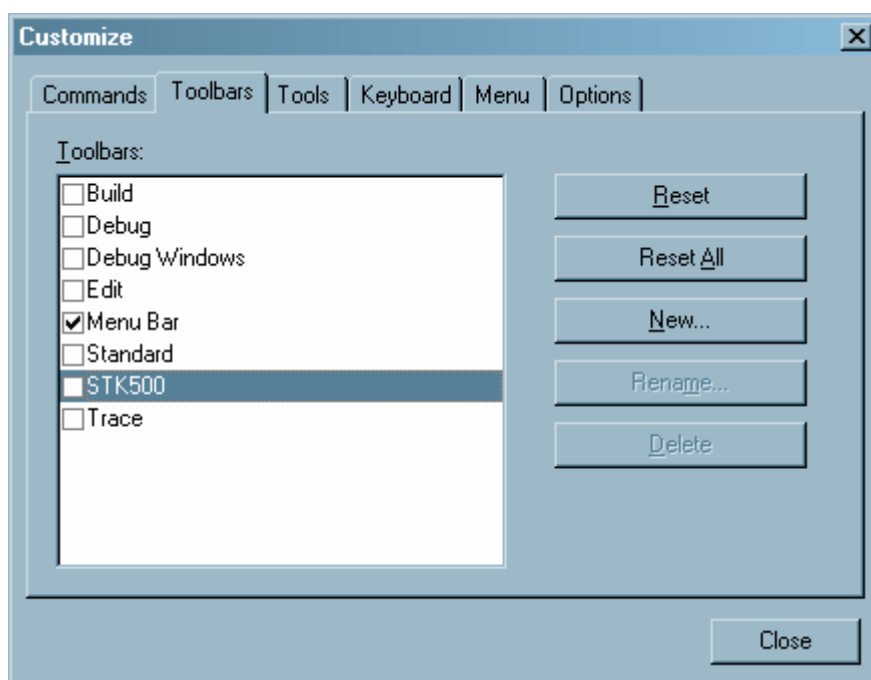 Customize
Commands Toolbars Tools Keyboard Menu Options
Toolbars:
Build
Debug
Debug Windows
Edit
Menu Bar
Standard
STK500
Trace
Reset
Reset All
New...
Rename...
Delete
Close